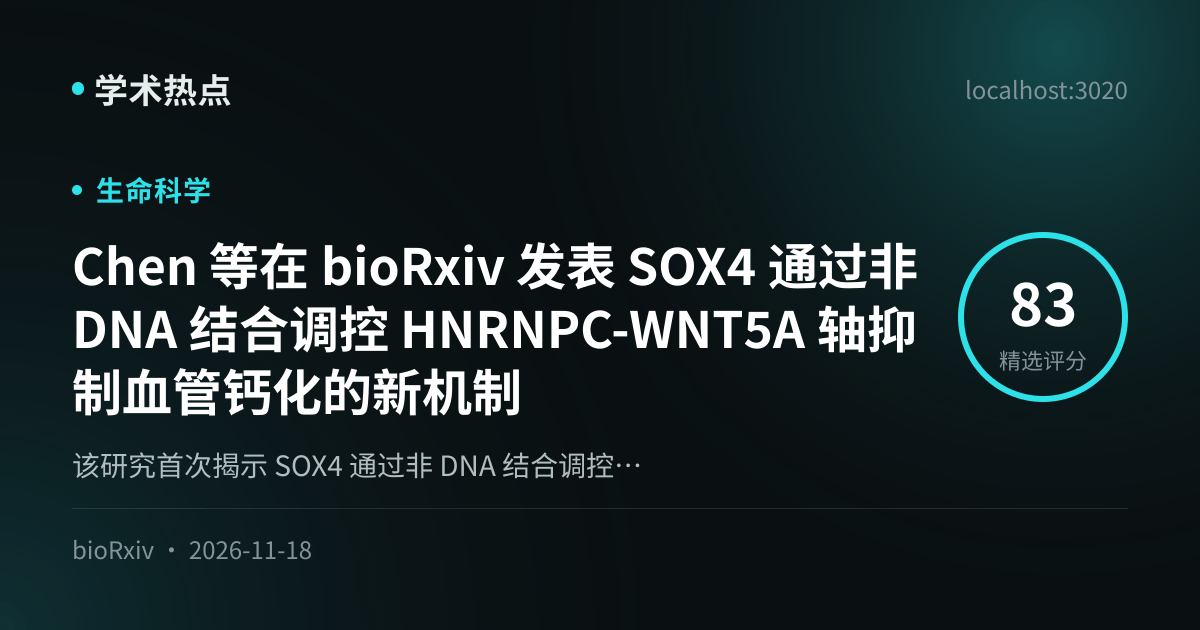 学术热点
localhost:3020
生命科学
Chen 等在 bioRxiv 发表 SOX4 通过非
DNA 结合调控 HNRNPC-WNT5A 轴抑
制血管钙化的新机制
83
精选评分
该研究首次揭示 SOX4 通过非 DNA 结合调控…
bioRxiv · 2026-11-18